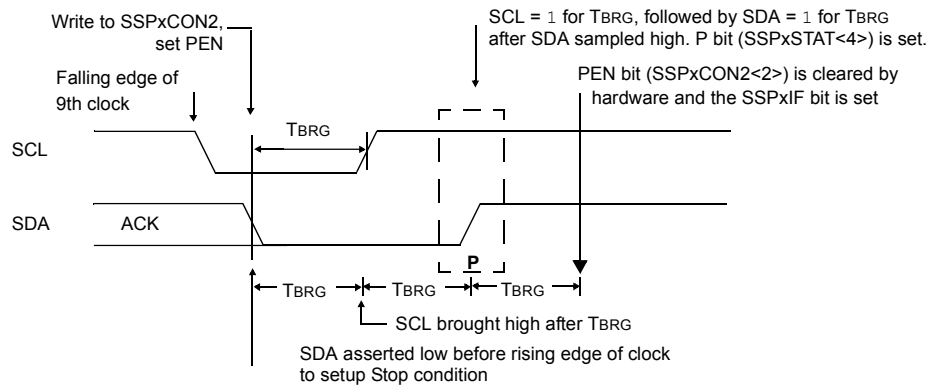 Write to SSPxCON2,
set PEN
SCL = 1 for TBRG, followed by SDA = 1 for TBRG
after SDA sampled high. P bit (SSPxSTAT<4>) is set.
Falling edge of
9th clock
PEN bit (SSPxCON2<2>) is cleared by
hardware and the SSPxIF bit is set
TBRG
SCL
SDA
ACK
P
TBRG
TBRG
TBRG
SCL brought high after TBRG
SDA asserted low before rising edge of clock
to setup Stop condition